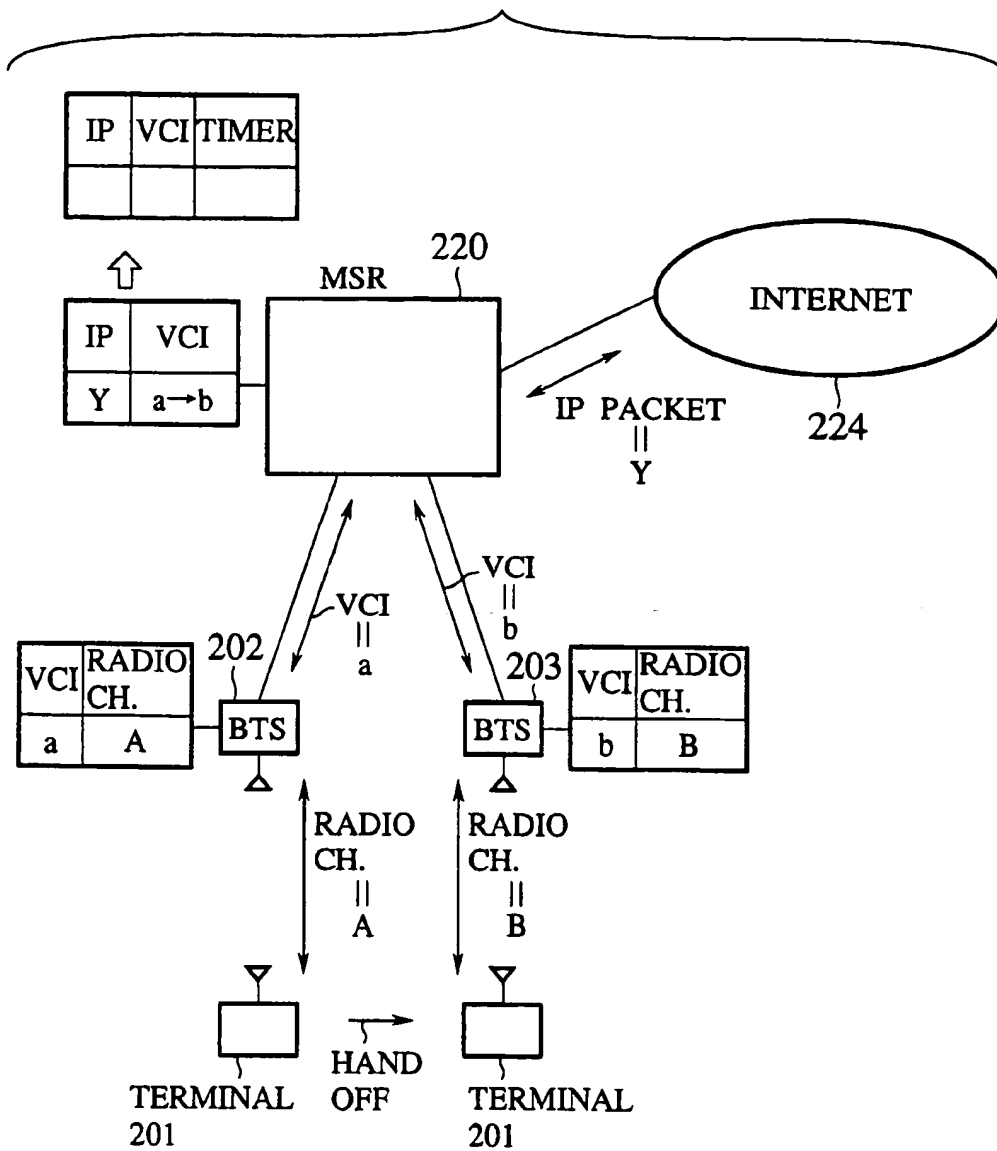 IP VCI TIMER
220
MSR
INTERNET
IP VCI
Y a→b
IP PACKET
||
Y
224
VCI
||
a
VCI
||
b
202
203
VCI RADIO
CH.
a A
BTS
BTS
VCI RADIO
CH.
b B
RADIO
CH.
||
A
RADIO
CH.
||
B
HAND
OFF
TERMINAL
201
TERMINAL
201